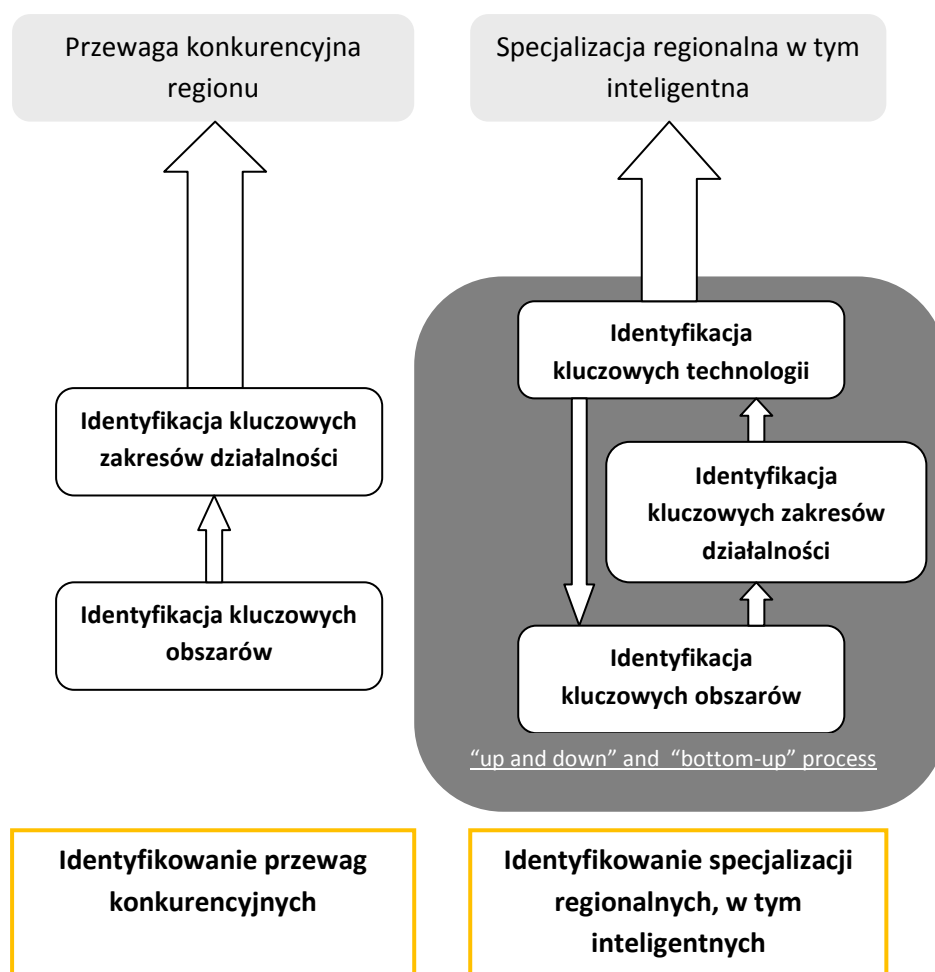 Przewaga konkurencyjna
regionu
Specjalizacja regionalna w tym
inteligentna
Identyfikacja kluczowych
zakresów działalności
Identyfikacja kluczowych
obszarów
Identyfikacja
kluczowych technologii
Identyfikacja
kluczowych zakresów
działalności
Identyfikacja
kluczowych obszarów
“up and down” and “bottom-up” process
Identyfikowanie przewag
konkurencyjnych
Identyfikowanie specjalizacji
regionalnych, w tym
inteligentnych